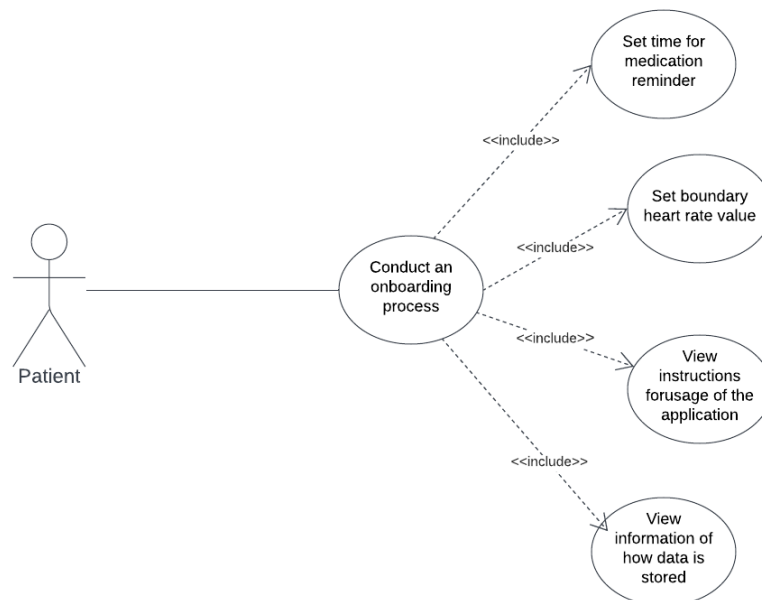 Set time for
medication
reminder
<<include>>
Set boundary
heart rate value
<<include>>
Conduct an
onboarding
process
<<include>>
View
instructions
forusage of the
application
Patient
<<include>>
View
information of
how data is
stored